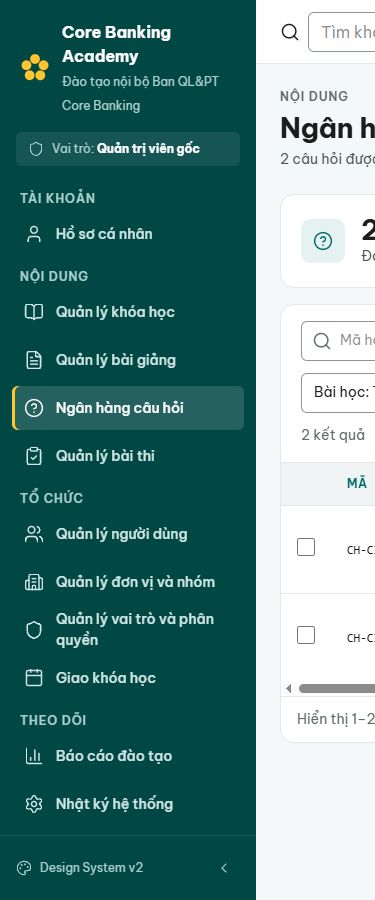 Core Banking
Academy
Đào tạo nội bộ Ban QL&PT
Core Banking
Vai trò: Quản trị viên gốc
TÀI KHOẢN
Hồ sơ cá nhân
NỘI DUNG
Quản lý khóa học
Quản lý bài giảng
Ngân hàng câu hỏi
Quản lý bài thi
TỔ CHỨC
Quản lý người dùng
Quản lý đơn vị và nhóm
Quản lý vai trò và phân
quyền
Giao khóa học
THEO DÕI
Báo cáo đào tạo
Nhật ký hệ thống
Design System v2
Tìm kh
NỘI DUNG
Ngân h
2 câu hỏi đượ
2
Đ
Mã h
Bài học:
2 kết quả
MÃ
CH-C
CH-C
Hiển thị 1–2